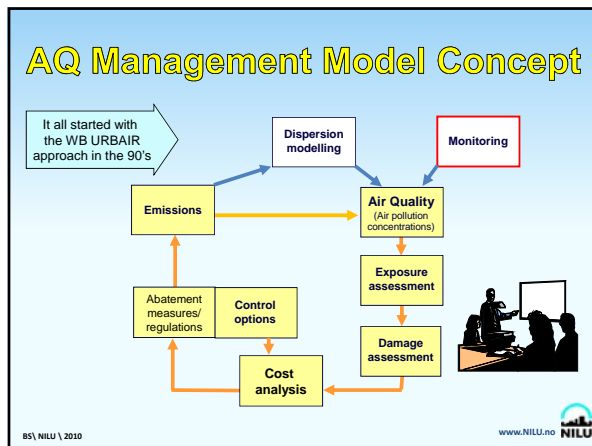 AQ Management Model Concept
It all started with
the WB URBAIR
approach in the 90's
Dispersion
modelling
Monitoring
Emissions
Air Quality
(Air pollution
concentrations)
Exposure
assessment
Abatement
measures/
regulations
Control
options
Damage
assessment
Cost
analysis
BS\ NILU \ 2010
www.NILU.no
NILU